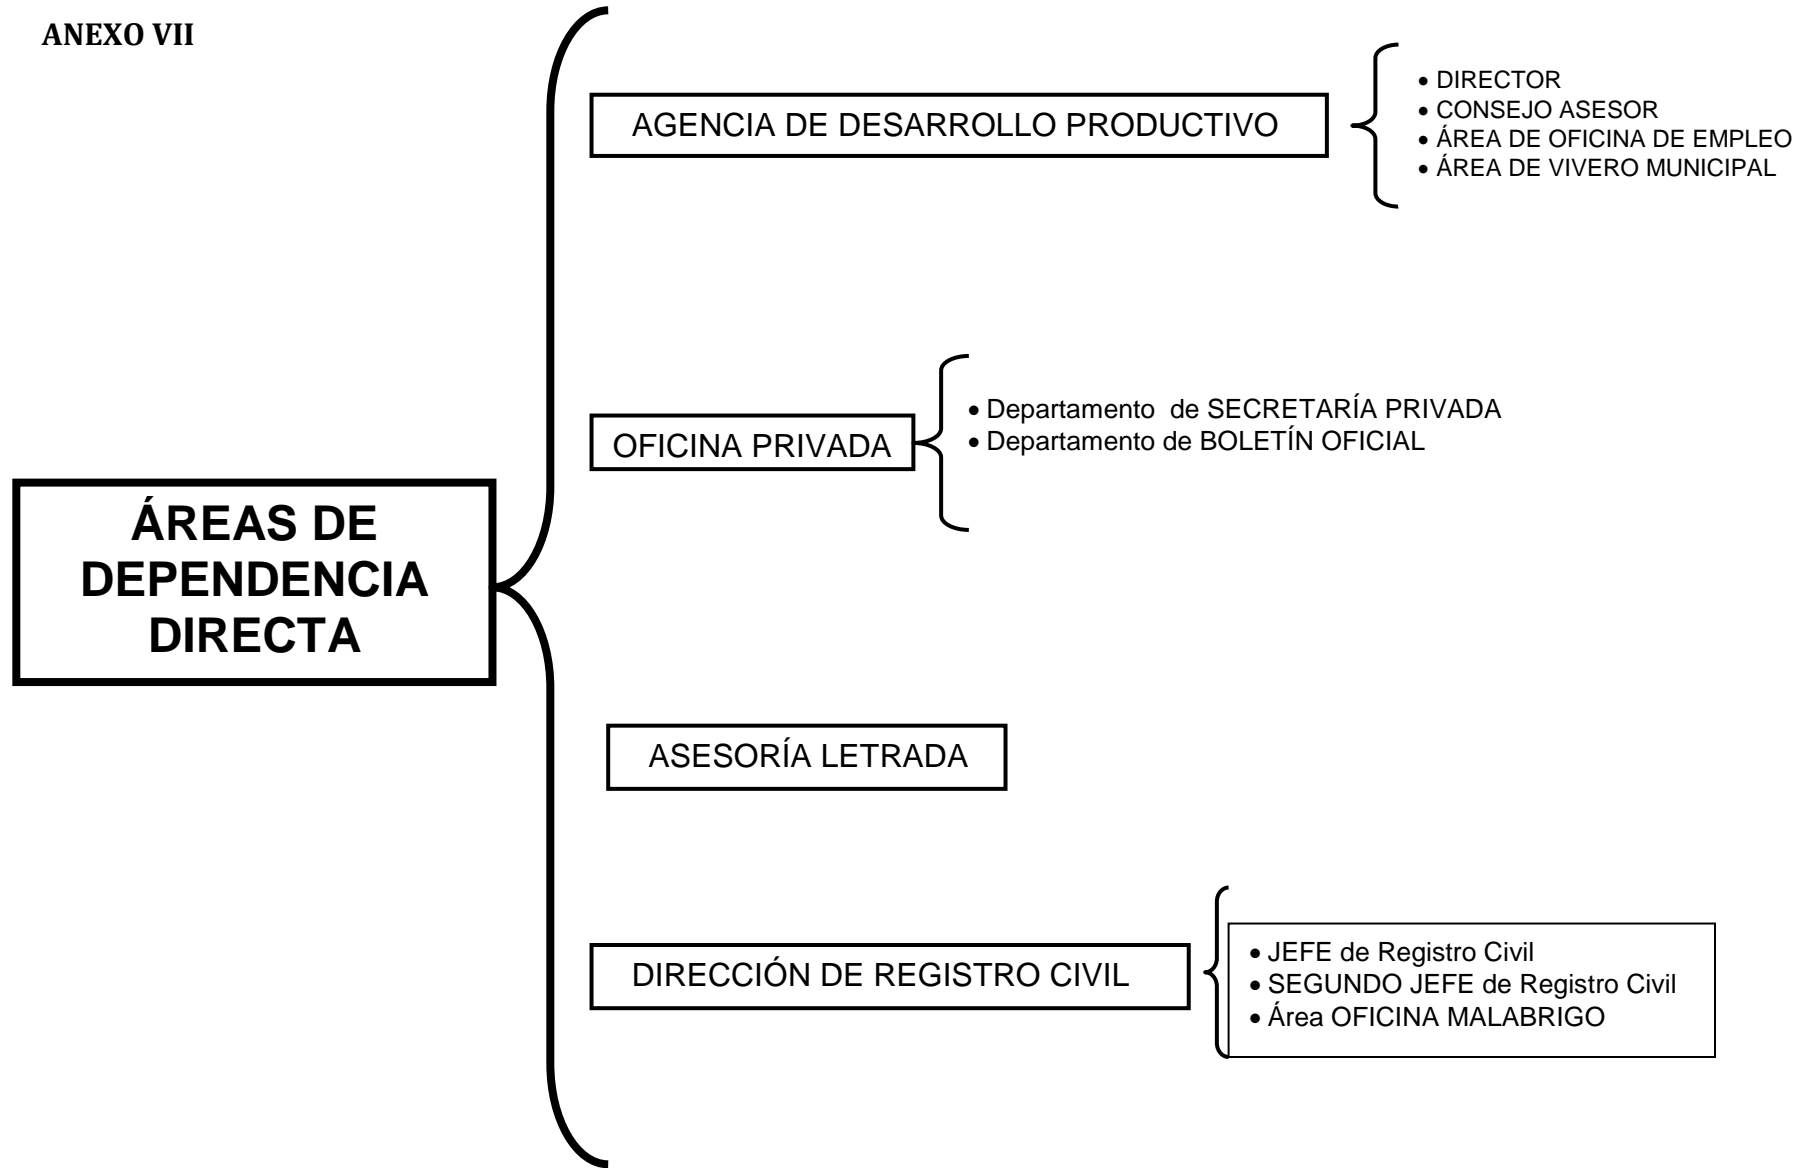 ANEXO VII
AGENCIA DE DESARROLLO PRODUCTIVO
• DIRECTOR
• CONSEJO ASESOR
• ÁREA DE OFICINA DE EMPLEO
• ÁREA DE VIVERO MUNICIPAL
OFICINA PRIVADA
• Departamento de SECRETARÍA PRIVADA
• Departamento de BOLETÍN OFICIAL
ÁREAS DE
DEPENDENCIA
DIRECTA
ASESORÍA LETRADA
DIRECCIÓN DE REGISTRO CIVIL
• JEFE de Registro Civil
• SEGUNDO JEFE de Registro Civil
• Área OFICINA MALABRIGO